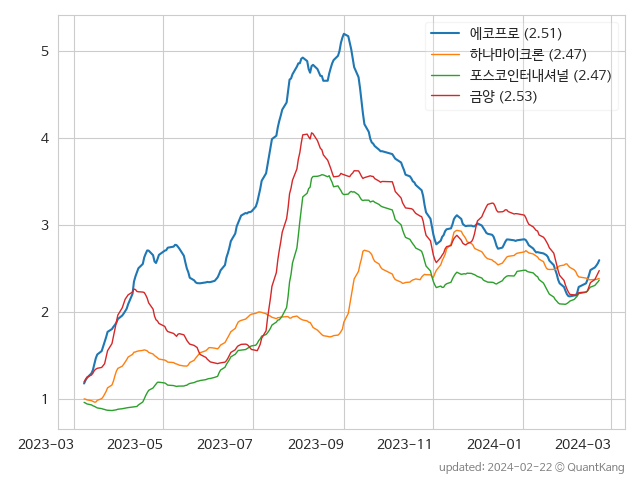 에코프로 (2.51)
하나마이크론 (2.47)
포스코인터내셔널 (2.47)
금양 (2.53)
5
4
3
2
1
2023-03 2023-05 2023-07 2023-09 2023-11 2024-01 2024-03
updated: 2024-02-22 © QuantKang